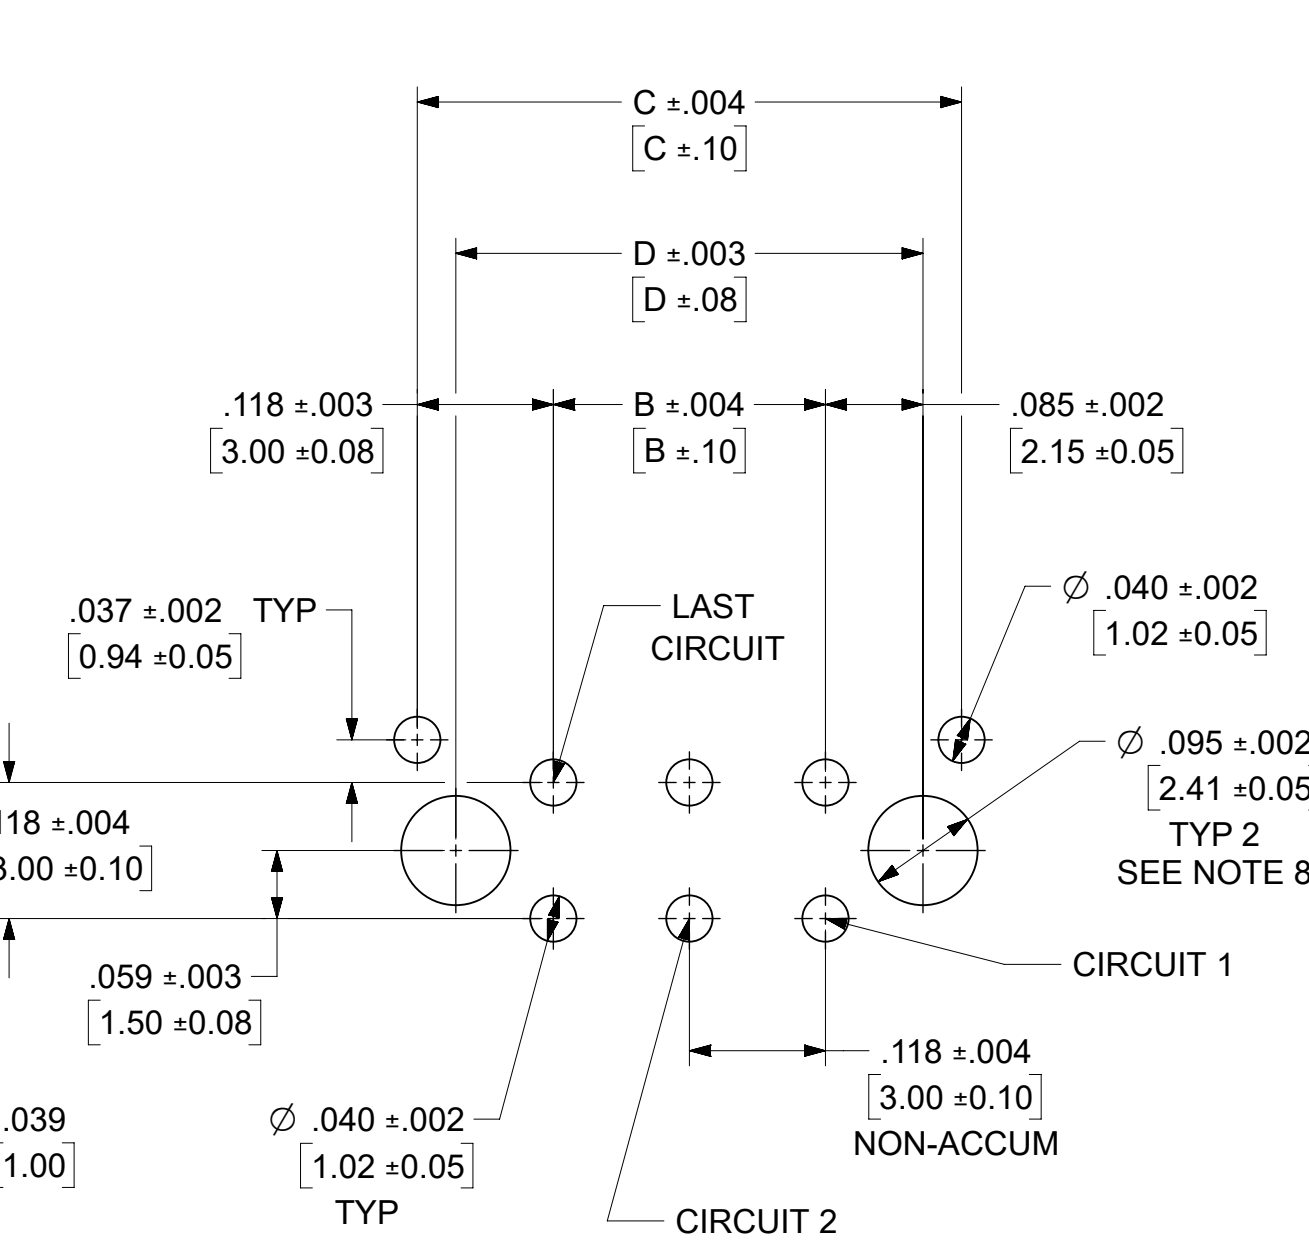 C ±.004
[C ±.10]
D ±.003
[D ±.08]
.118 ±.003
[3.00 ±0.08]
B ±.004
[B ±.10]
.085 ±.002
[2.15 ±0.05]
.037 ±.002 TYP
[0.94 ±0.05]
LAST
CIRCUIT
Ø .040 ±.002
[1.02 ±0.05]
Ø .095 ±.002
[2.41 ±0.05
TYP 2
SEE NOTE 8
18 ±.004
.00 ±0.10]
.059 ±.003
[1.50 ±0.08]
CIRCUIT 1
.118 ±.004
[3.00 ±0.10]
NON-ACCUM
.039
1.00]
Ø .040 ±.002
[1.02 ±0.05]
TYP
CIRCUIT 2